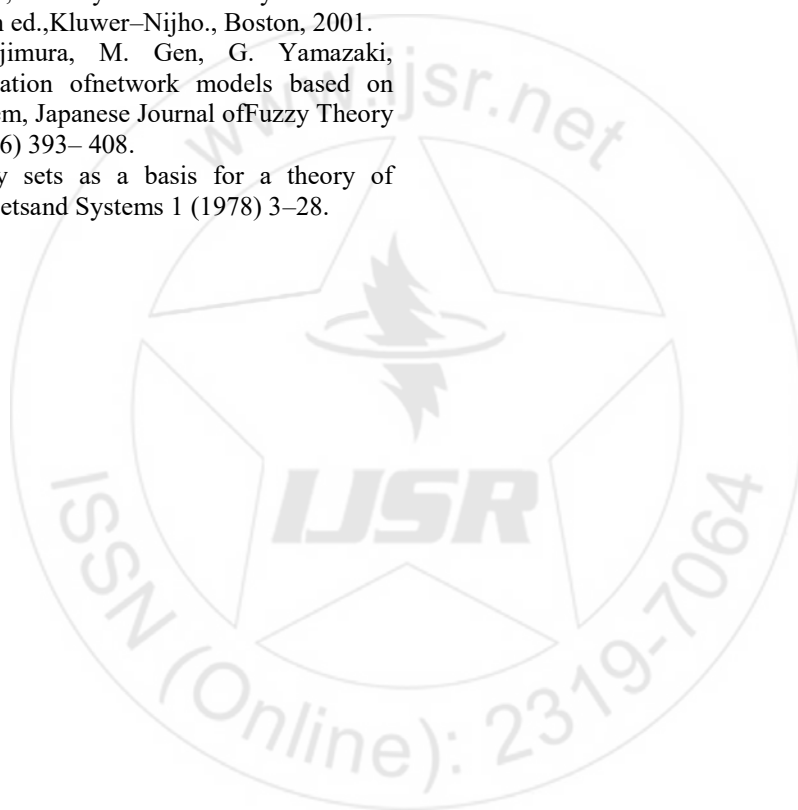 n ed.,Kluwer–Nijho., Boston, 2001.
jimura, M. Gen, G. Yamazaki,
ation ofnetwork models based on
em, Japanese Journal ofFuzzy Theory
6) 393– 408.
y sets as a basis for a theory of
etsand Systems 1 (1978) 3–28.
www.ijsr.net
IJSR
ISSN (Online): 2319-7064